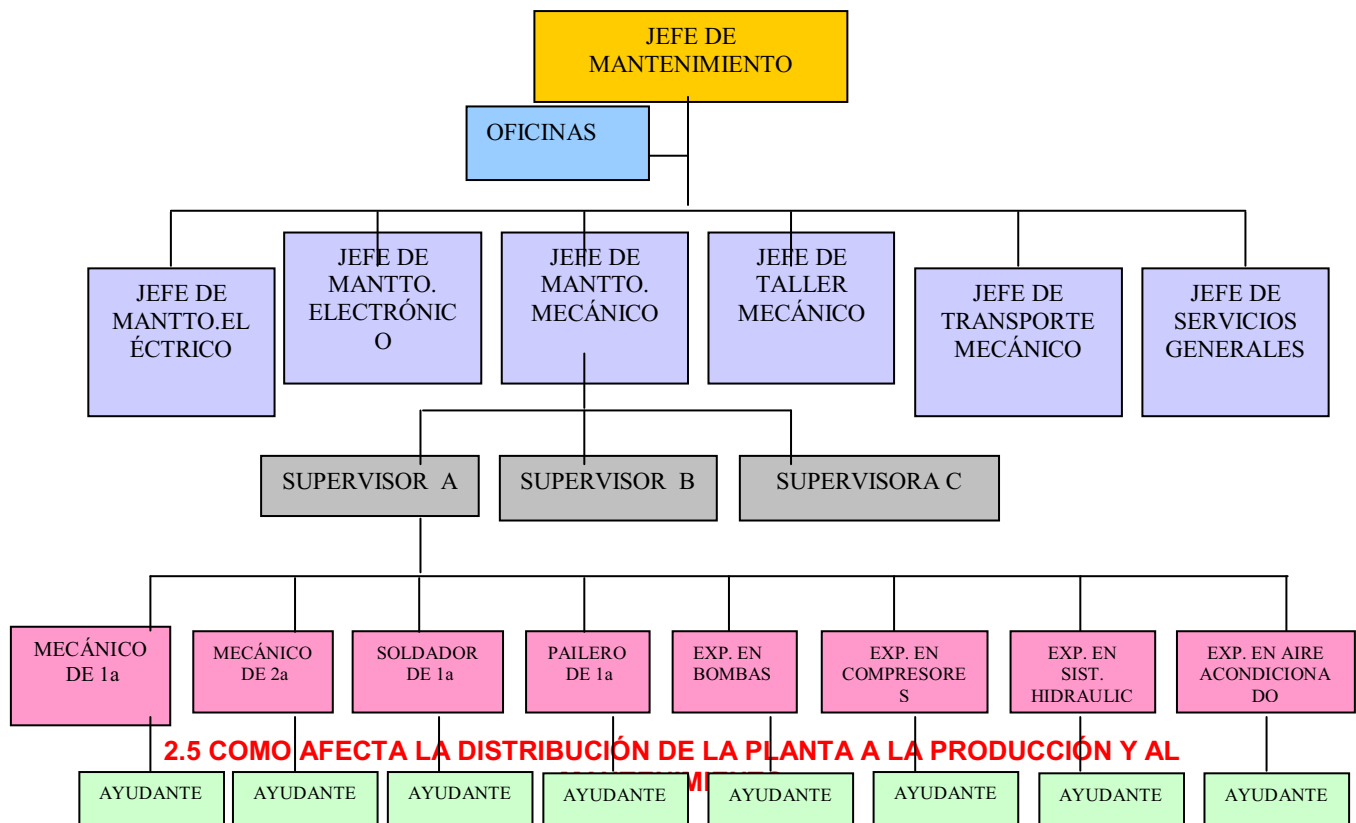 JEFE DE
MANTENIMIENTO
OFICINAS
JEFE DE
MANTTO.EL
ÉCTRICO
JEFE DE
MANTTO.
ELECTRÓNIC
O
JEFE DE
MANTTO.
MECÁNICO
JEFE DE
TALLER
MECÁNICO
JEFE DE
TRANSPORTE
MECÁNICO
JEFE DE
SERVICIOS
GENERALES
SUPERVISOR A
SUPERVISOR B
SUPERVISORA C
MECÁNICO
DE 1a
MECÁNICO
DE 2a
SOLDADOR
DE 1a
PAILERO
DE 1a
EXP. EN
BOMBAS
EXP. EN
COMPRESORE
S
EXP. EN
SIST.
HIDRAULIC
EXP. EN AIRE
ACONDICIONA
DO
2.5 COMO AFECTA LA DISTRIBUCIÓN DE LA PLANTA A LA PRODUCCIÓN Y AL
AYUDANTE
AYUDANTE
AYUDANTE
AYUDANTE
AYUDANTE
AYUDANTE
AYUDANTE
AYUDANTE